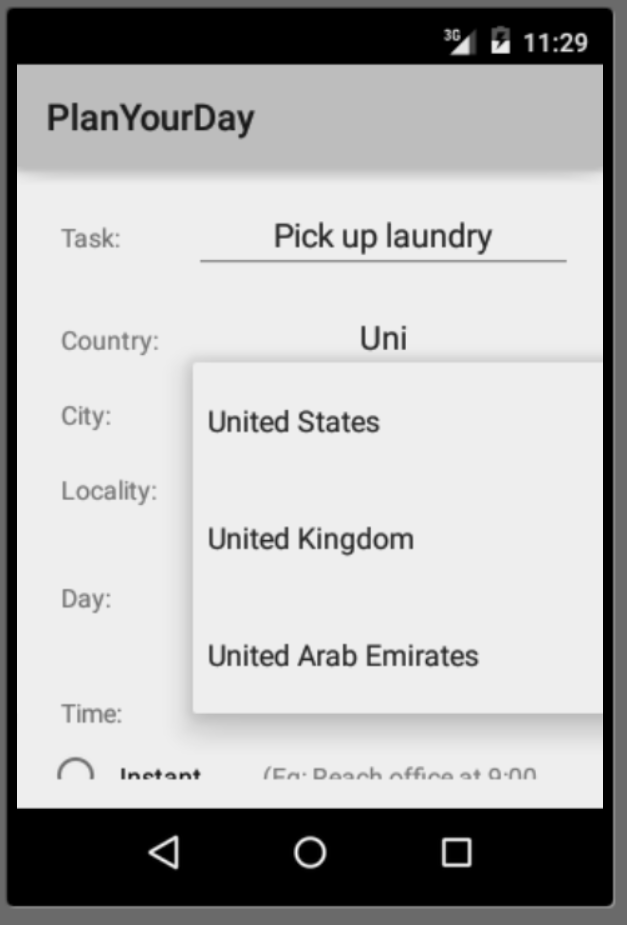 3G 11:29
PlanYourDay
Task: Pick up laundry
Country: Uni
City:
United States
Locality:
United Kingdom
Day:
United Arab Emirates
Time:
Instant (Eg: Reach office at 9:00